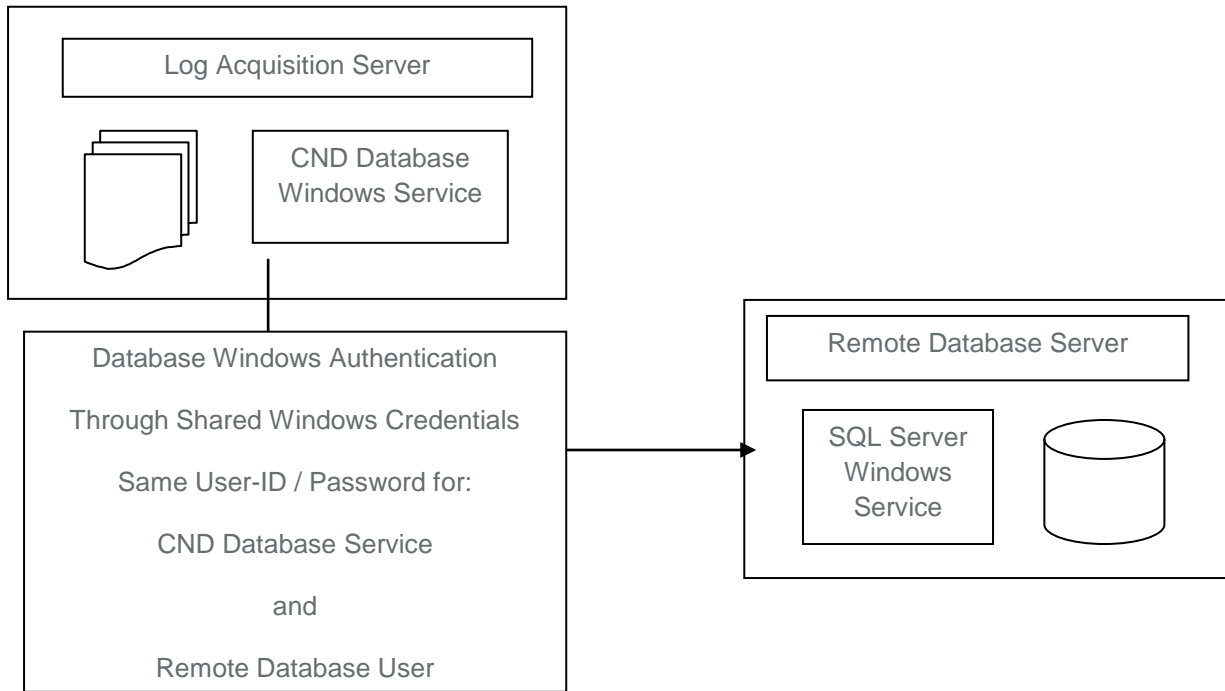 Log Acquisition Server
CND Database
Windows Service
Database Windows Authentication
Through Shared Windows Credentials
Same User-ID / Password for:
CND Database Service
and
Remote Database User
Remote Database Server
SQL Server
Windows
Service